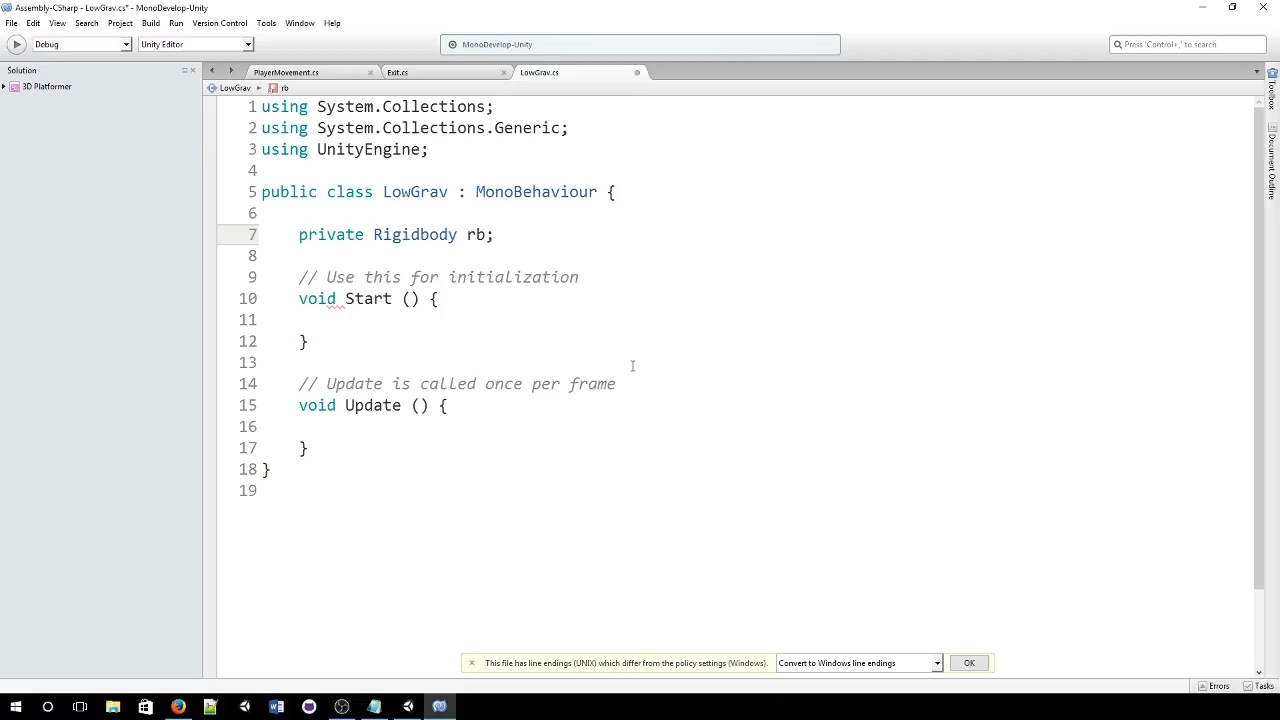 Assembly-CSharp - LowGrav.cs* - MonoDevelop-Unity
File Edit View Search Project Build Run Version Control Tools Window Help
Debug Unity Editor MonoDevelop-Unity Press 'Control+,' to search
Solution
3D Platformer
PlayerMovement.cs Exit.cs LowGrav.cs
LowGrav rb
1 using System.Collections;
2 using System.Collections.Generic;
3 using UnityEngine;
4
5 public class LowGrav : MonoBehaviour {
6
7 private Rigidbody rb;
8
9 // Use this for initialization
10 void Start () {
11
12 }
13
14 // Update is called once per frame
15 void Update () {
16
17 }
18 }
19
Toolbox
Document Outline
This file has line endings (UNIX) which differ from the policy settings (Windows). Convert to Windows line endings OK
Errors Tasks